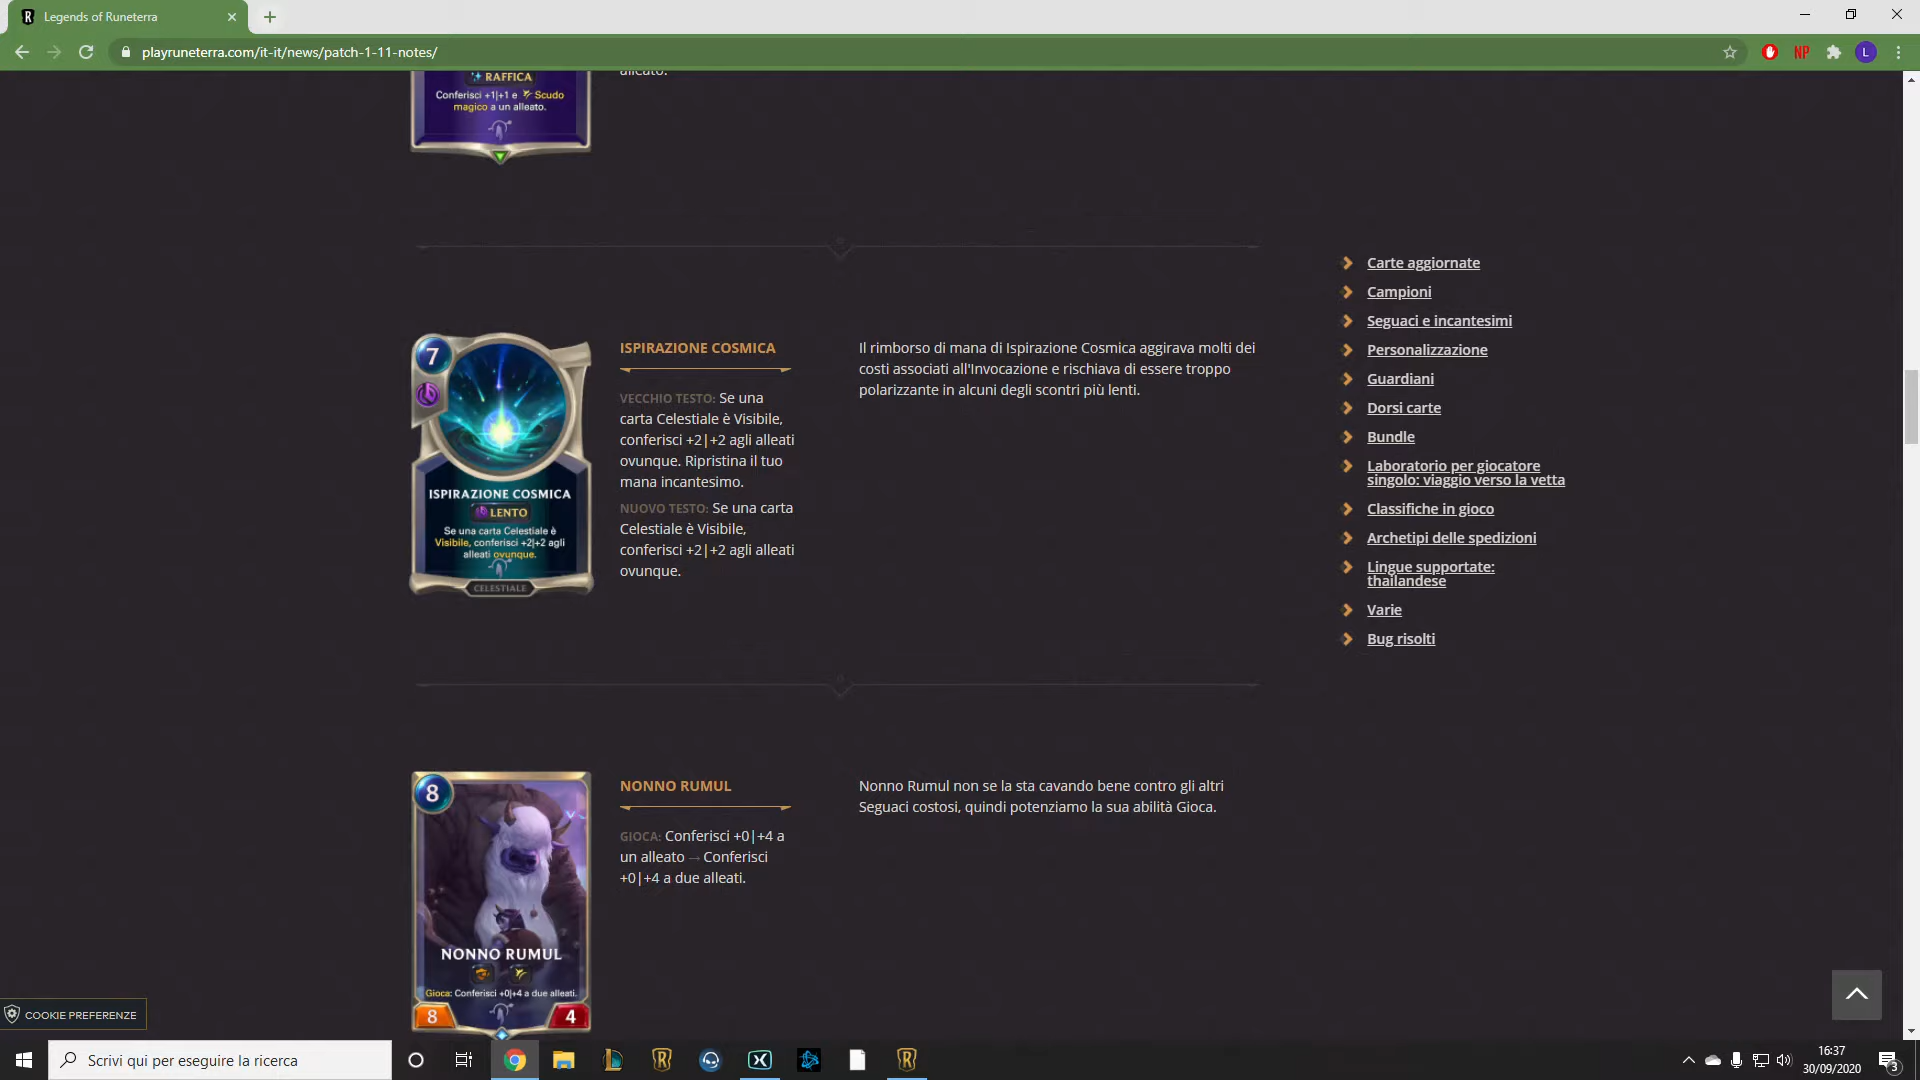 Legends of Runeterra
playruneterra.com/it-it/news/patch-1-11-notes/
NP
L
alleato.
RAFFICA
Conferisci +1|+1 e Scudo
magico a un alleato.
7
ISPIRAZIONE COSMICA
LENTO
Se una carta Celestiale è
Visibile, conferisci +2|+2 agli
alleati ovunque.
CELESTIALE
ISPIRAZIONE COSMICA
VECCHIO TESTO: Se una
carta Celestiale è Visibile,
conferisci +2|+2 agli alleati
ovunque. Ripristina il tuo
mana incantesimo.
NUOVO TESTO: Se una carta
Celestiale è Visibile,
conferisci +2|+2 agli alleati
ovunque.
Il rimborso di mana di Ispirazione Cosmica aggirava molti dei
costi associati all'Invocazione e rischiava di essere troppo
polarizzante in alcuni degli scontri più lenti.
Carte aggiornate
Campioni
Seguaci e incantesimi
Personalizzazione
Guardiani
Dorsi carte
Bundle
Laboratorio per giocatore
singolo: viaggio verso la vetta
Classifiche in gioco
Archetipi delle spedizioni
Lingue supportate:
thailandese
Varie
Bug risolti
8
NONNO RUMUL
Gioca: Conferisci +0|+4 a due alleati.
8
4
NONNO RUMUL
GIOCA: Conferisci +0|+4 a
un alleato → Conferisci
+0|+4 a due alleati.
Nonno Rumul non se la sta cavando bene contro gli altri
Seguaci costosi, quindi potenziamo la sua abilità Gioca.
COOKIE PREFERENZE
Scrivi qui per eseguire la ricerca
16:37
30/09/2020
3